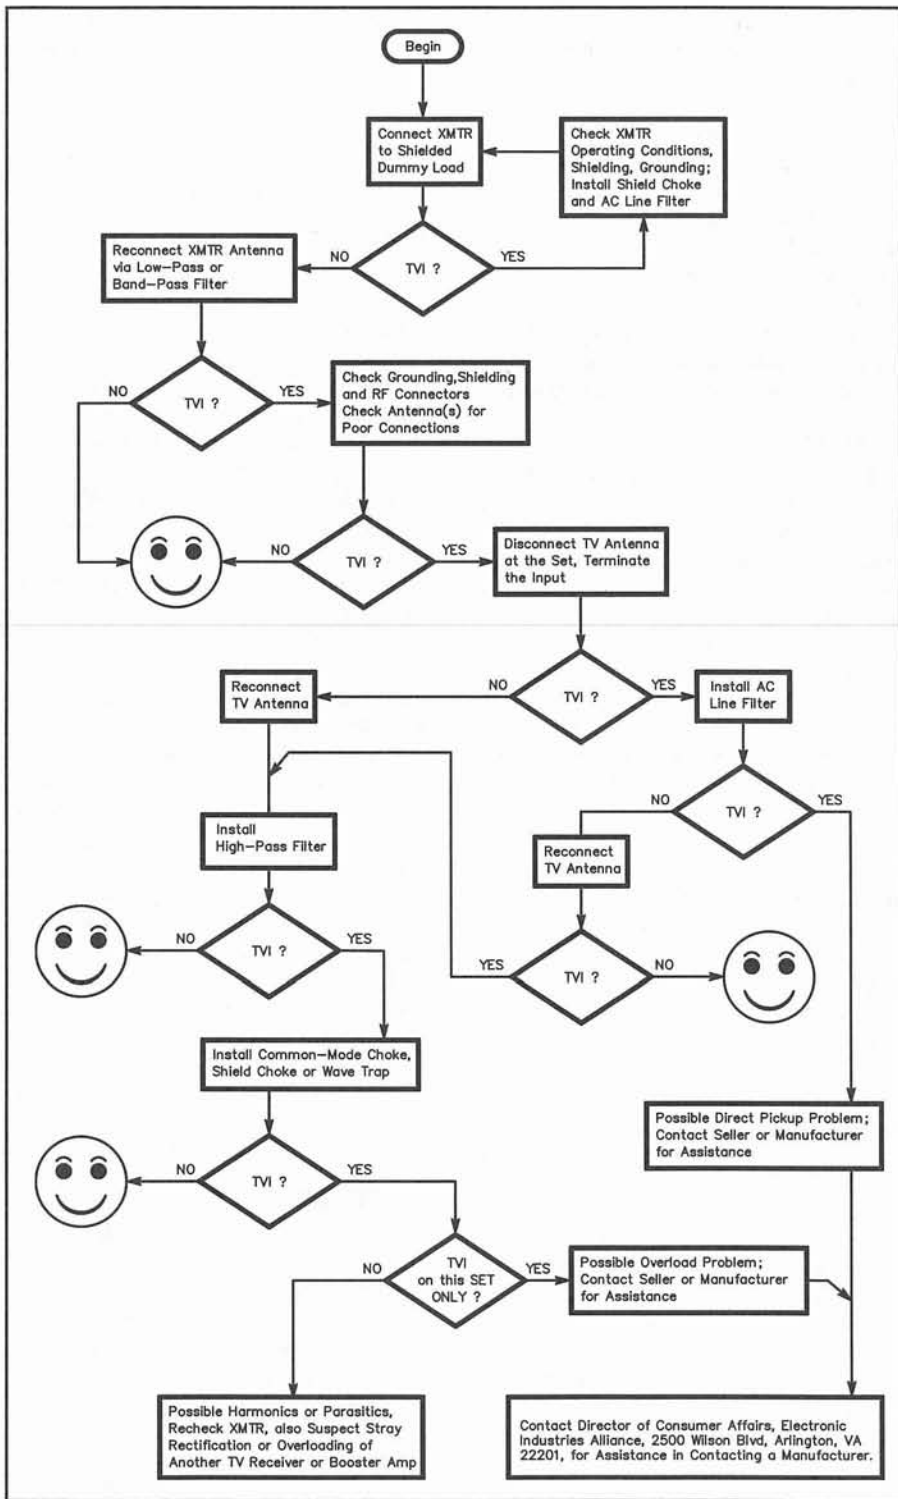 Begin
Connect XMTR
to Shielded
Dummy Load
Check XMTR
Operating Conditions,
Shielding, Grounding;
Install Shield Choke
and AC Line Filter
Reconnect XMTR Antenna
via Low-Pass or
Band-Pass Filter
NO
TVI ?
YES
NO
TVI ?
YES
Check Grounding,Shielding
and RF Connectors
Check Antenna(s) for
Poor Connections
NO
TVI ?
YES
Disconnect TV Antenna
at the Set, Terminate
the Input
Reconnect
TV Antenna
NO
TVI ?
YES
Install AC
Line Filter
NO
TVI ?
YES
Install
High-Pass Filter
Reconnect
TV Antenna
NO
TVI ?
YES
YES
TVI ?
NO
Install Common-Mode Choke,
Shield Choke or Wave Trap
Possible Direct Pickup Problem;
Contact Seller or Manufacturer
for Assistance
NO
TVI ?
YES
NO
TVI
on this SET
ONLY ?
YES
Possible Overload Problem;
Contact Seller or Manufacturer
for Assistance
Possible Harmonics or Parasitics,
Recheck XMTR, also Suspect Stray
Rectification or Overloading of
Another TV Receiver or Booster Amp
Contact Director of Consumer Affairs, Electronic
Industries Alliance, 2500 Wilson Blvd, Arlington, VA
22201, for Assistance in Contacting a Manufacturer.